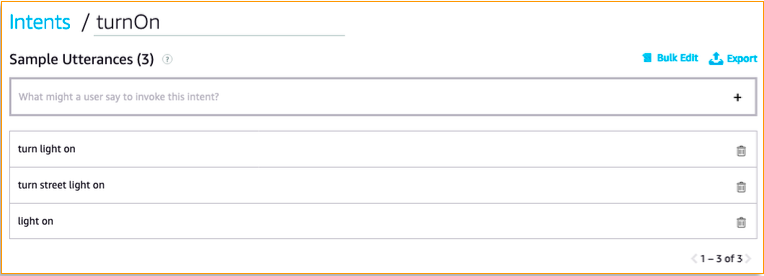 Intents / turnOn
Sample Utterances (3) ? Bulk Edit Export
What might a user say to invoke this intent? +
turn light on
turn street light on
light on
< 1 – 3 of 3 >